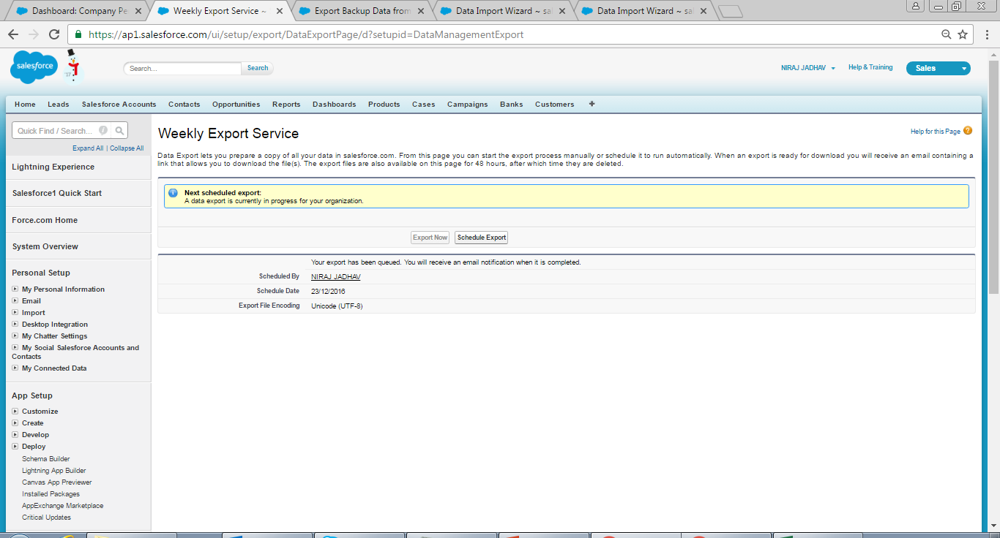 Dashboard: Company Pe
Weekly Export Service ~
Export Backup Data from
Data Import Wizard ~ sal
Data Import Wizard ~ sal
https://ap1.salesforce.com/ui/setup/export/DataExportPage/d?setupid=DataManagementExport
salesforce
'17
Search...
Search
NIRAJ JADHAV
Help & Training
Sales
Home Leads Salesforce Accounts Contacts Opportunities Reports Dashboards Products Cases Campaigns Banks Customers +
Quick Find / Search...
Expand All | Collapse All
Lightning Experience
Salesforce1 Quick Start
Force.com Home
System Overview
Personal Setup
My Personal Information
Email
Import
Desktop Integration
My Chatter Settings
My Social Salesforce Accounts and
Contacts
My Connected Data
App Setup
Customize
Create
Develop
Deploy
Schema Builder
Lightning App Builder
Canvas App Previewer
Installed Packages
AppExchange Marketplace
Critical Updates
Weekly Export Service
Help for this Page
Data Export lets you prepare a copy of all your data in salesforce.com. From this page you can start the export process manually or schedule it to run automatically. When an export is ready for download you will receive an email containing a
link that allows you to download the file(s). The export files are also available on this page for 48 hours, after which time they are deleted.
Next scheduled export:
A data export is currently in progress for your organization.
Export Now Schedule Export
Your export has been queued. You will receive an email notification when it is completed.
Scheduled By NIRAJ JADHAV
Schedule Date 23/12/2016
Export File Encoding Unicode (UTF-8)